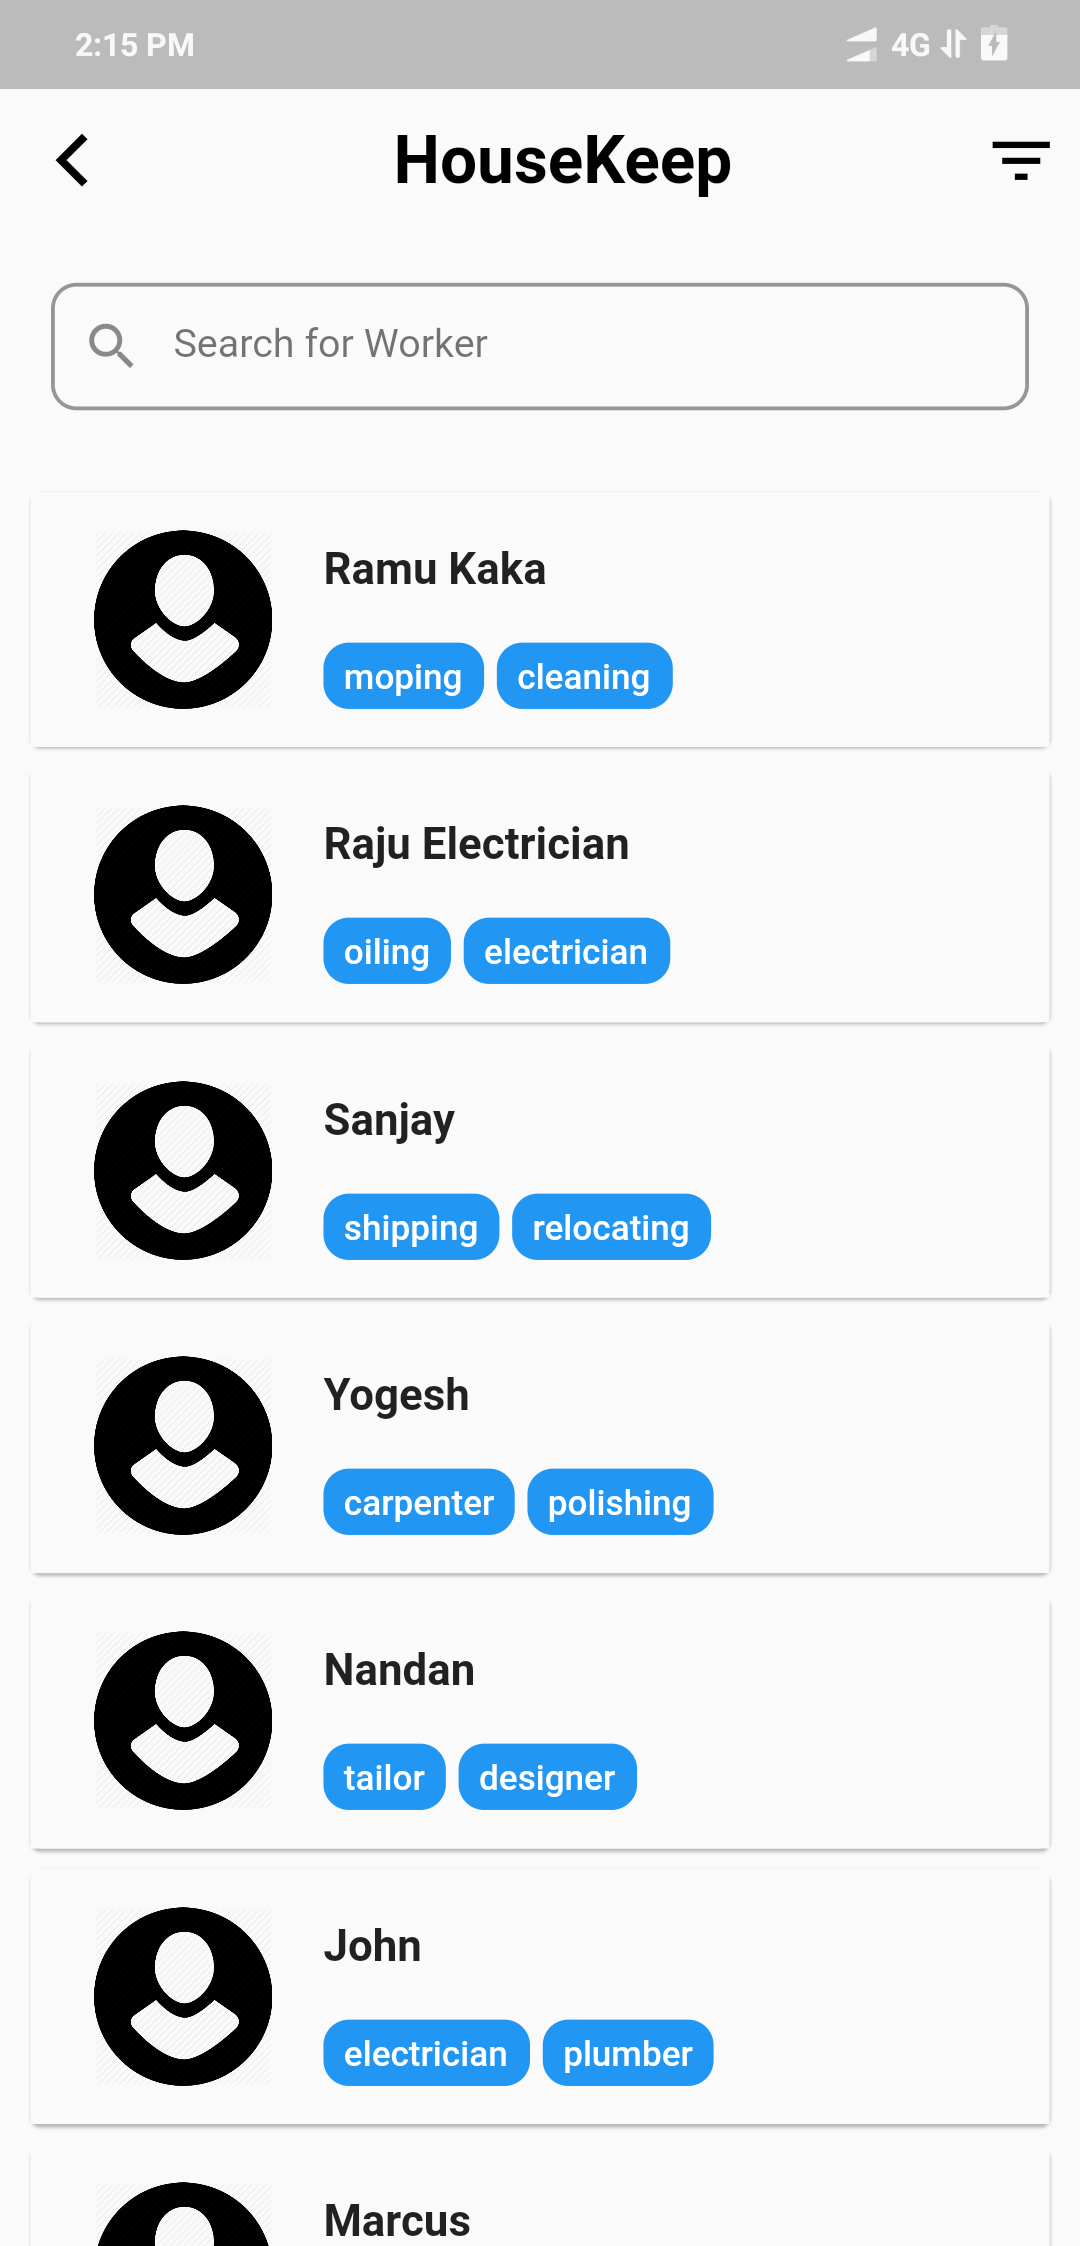 2:15 PM 4G
HouseKeep
Search for Worker
Ramu Kaka
moping cleaning
Raju Electrician
oiling electrician
Sanjay
shipping relocating
Yogesh
carpenter polishing
Nandan
tailor designer
John
electrician plumber
Marcus